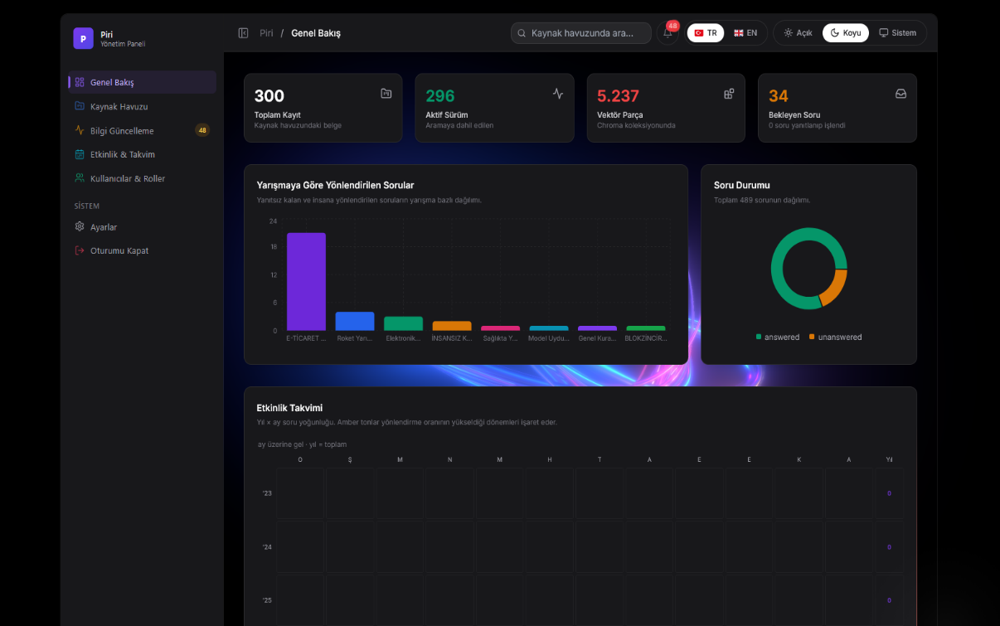 P
Piri
Yönetim Paneli
Genel Bakış
Kaynak Havuzu
Bilgi Güncelleme
48
Etkinlik & Takvim
Kullanıcılar & Roller
SİSTEM
Ayarlar
Oturumu Kapat
Piri / Genel Bakış
Kaynak havuzunda ara...
48
TR
EN
Açık
Koyu
Sistem
300
Toplam Kayıt
Kaynak havuzundaki belge
296
Aktif Sürüm
Aramaya dahil edilen
5.237
Vektör Parça
Chroma koleksiyonunda
34
Bekleyen Soru
0 soru yanıtlanıp işlendi
Yarışmaya Göre Yönlendirilen Sorular
Yanıtsız kalan ve insana yönlendirilen soruların yarışma bazlı dağılımı.
24
18
12
6
0
E-TİCARET ...
Roket Yarı...
Elektronik...
İNSANSIZ K...
Sağlıkta Y...
Model Uydu...
Genel Kura...
BLOKZİNCİR...
Soru Durumu
Toplam 489 sorunun dağılımı.
answered
unanswered
Etkinlik Takvimi
Yıl × ay soru yoğunluğu. Amber tonlar yönlendirme oranının yükseldiği dönemleri işaret eder.
ay üzerine gel · yıl = toplam
O Ş M N M H T A E E K A Yıl
'23 0
'24 0
'25 0